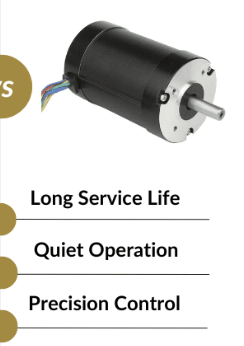 Long Service Life
Quiet Operation
Precision Control